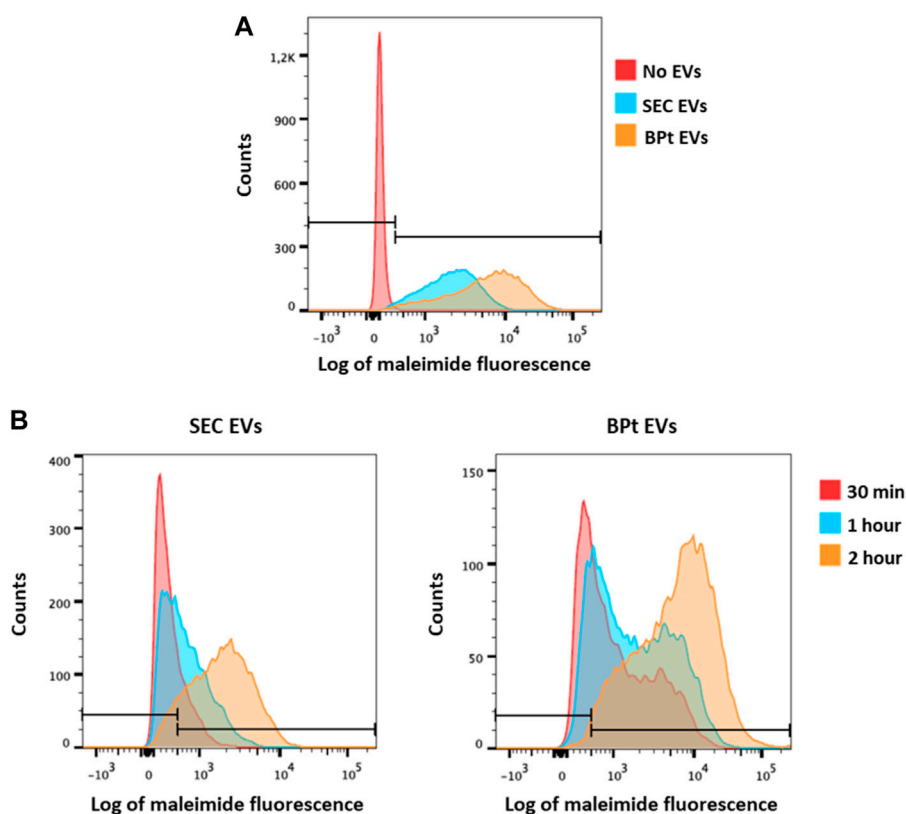 A
Counts
1,2K
900
600
300
0
-10³
0
10³
10⁴
10⁵
Log of maleimide fluorescence
No EVs
SEC EVs
BPt EVs
B
SEC EVs
Counts
400
300
200
100
0
-10³
0
10³
10⁴
10⁵
Log of maleimide fluorescence
BPt EVs
Counts
150
100
50
0
-10³
0
10³
10⁴
10⁵
Log of maleimide fluorescence
30 min
1 hour
2 hour